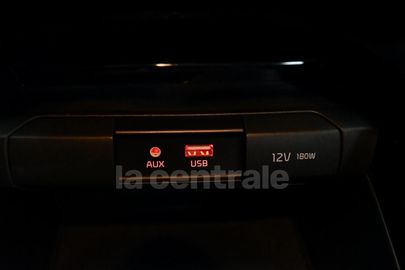 AUX USB 12V 180W
la centrale